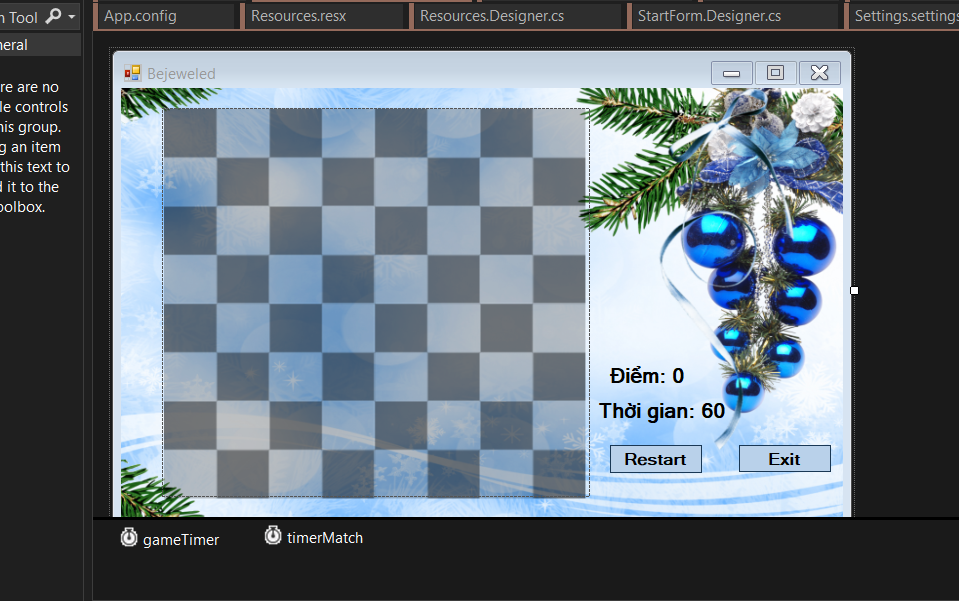 n Tool
App.config
Resources.resx
Resources.Designer.cs
StartForm.Designer.cs
Settings.settings
neral
re are no
le controls
his group.
g an item
this text to
d it to the
oolbox.
Bejeweled
Điểm: 0
Thời gian: 60
Restart
Exit
gameTimer
timerMatch